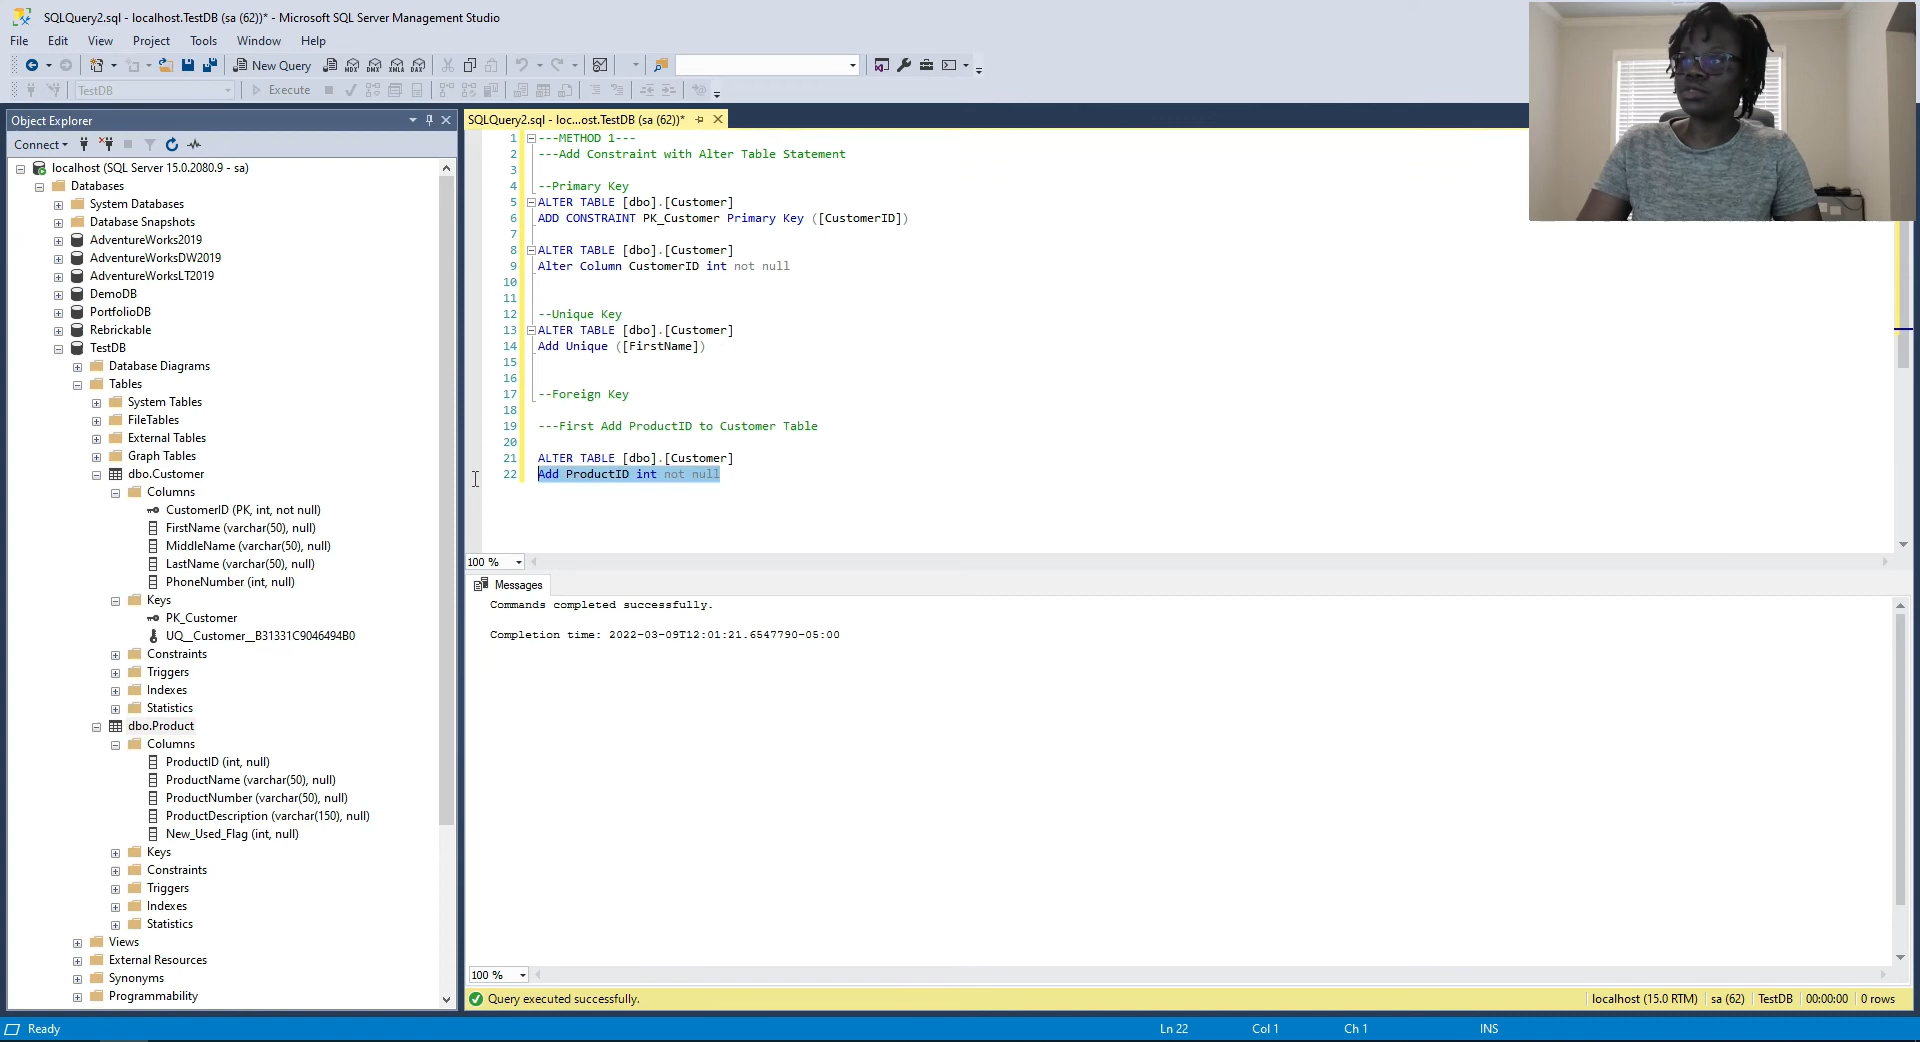 SQLQuery2.sql - localhost.TestDB (sa (62))* - Microsoft SQL Server Management Studio
File Edit View Project Tools Window Help
New Query
MDX DMX XMLA DAX
TestDB Execute
Object Explorer
Connect
localhost (SQL Server 15.0.2080.9 - sa)
Databases
System Databases
Database Snapshots
AdventureWorks2019
AdventureWorksDW2019
AdventureWorksLT2019
DemoDB
PortfolioDB
Rebrickable
TestDB
Database Diagrams
Tables
System Tables
FileTables
External Tables
Graph Tables
dbo.Customer
Columns
CustomerID (PK, int, not null)
FirstName (varchar(50), null)
MiddleName (varchar(50), null)
LastName (varchar(50), null)
PhoneNumber (int, null)
Keys
PK_Customer
UQ__Customer__B31331C9046494B0
Constraints
Triggers
Indexes
Statistics
dbo.Product
Columns
ProductID (int, null)
ProductName (varchar(50), null)
ProductNumber (varchar(50), null)
ProductDescription (varchar(150), null)
New_Used_Flag (int, null)
Keys
Constraints
Triggers
Indexes
Statistics
Views
External Resources
Synonyms
Programmability
SQLQuery2.sql - loc...ost.TestDB (sa (62))*
1 ---METHOD 1---
2 ---Add Constraint with Alter Table Statement
3
4 --Primary Key
5 ALTER TABLE [dbo].[Customer]
6 ADD CONSTRAINT PK_Customer Primary Key ([CustomerID])
7
8 ALTER TABLE [dbo].[Customer]
9 Alter Column CustomerID int not null
10
11
12 --Unique Key
13 ALTER TABLE [dbo].[Customer]
14 Add Unique ([FirstName])
15
16
17 --Foreign Key
18
19 ---First Add ProductID to Customer Table
20
21 ALTER TABLE [dbo].[Customer]
22 Add ProductID int not null
100 %
Messages
Commands completed successfully.
Completion time: 2022-03-09T12:01:21.6547790-05:00
100 %
Query executed successfully. localhost (15.0 RTM) sa (62) TestDB 00:00:00 0 rows
Ready Ln 22 Col 1 Ch 1 INS